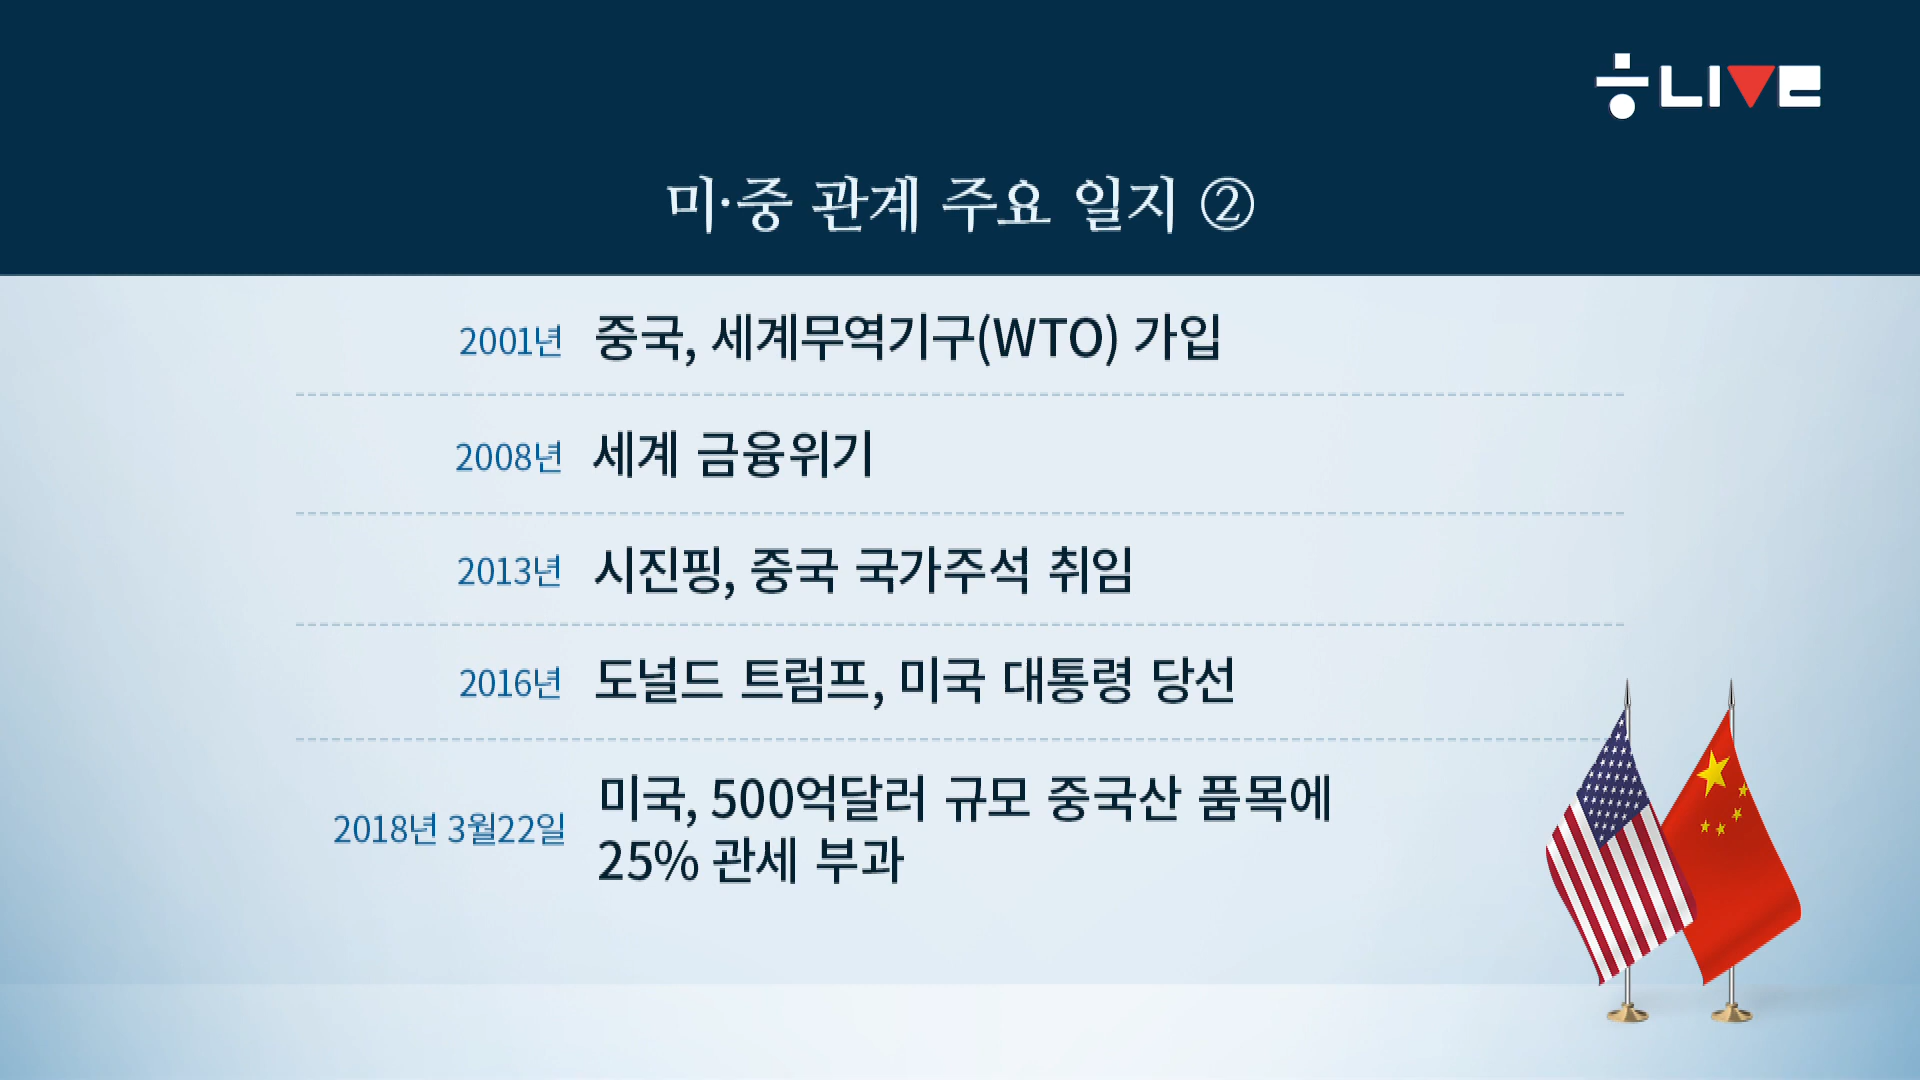 ㅎLIVE
미·중 관계 주요 일지 ②
2001년 중국, 세계무역기구(WTO) 가입
2008년 세계 금융위기
2013년 시진핑, 중국 국가주석 취임
2016년 도널드 트럼프, 미국 대통령 당선
2018년 3월22일 미국, 500억달러 규모 중국산 품목에
25% 관세 부과